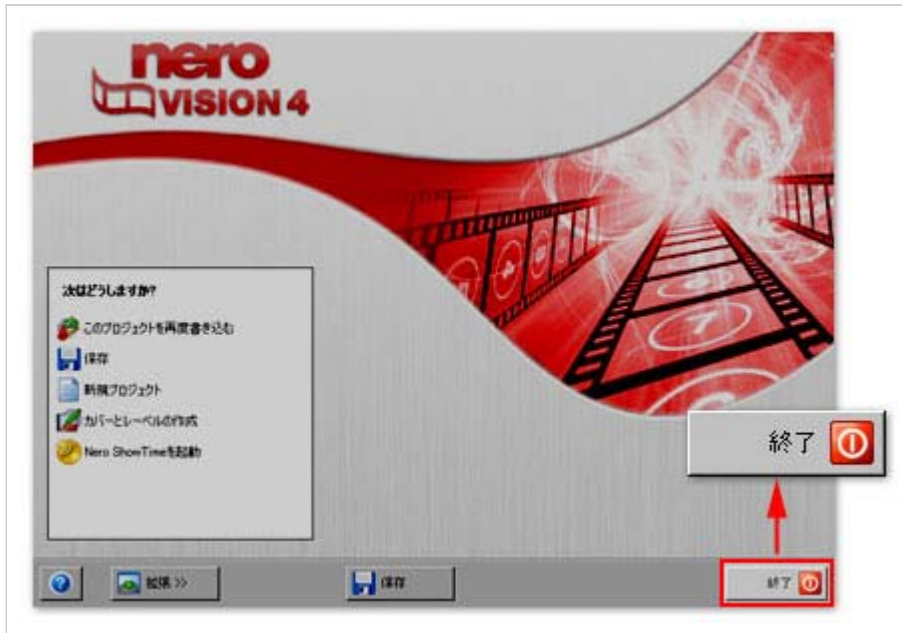 nero
VISION 4
次はどうしますか?
このプロジェクトを再度書き込む
保存
新規プロジェクト
カバーとレーベルの作成
Nero ShowTimeを起動
終了
拡張 >>
保存
終了